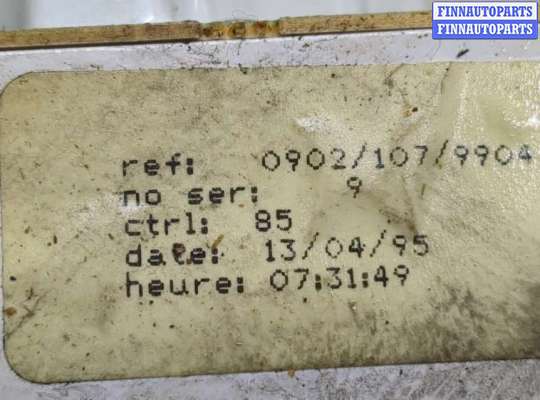 FINNAUTOPARTS
FINNAUTOPARTS
ref: 0902/107/9904
no ser: 9
ctrl: 85
date: 13/04/95
heure: 07:31:49